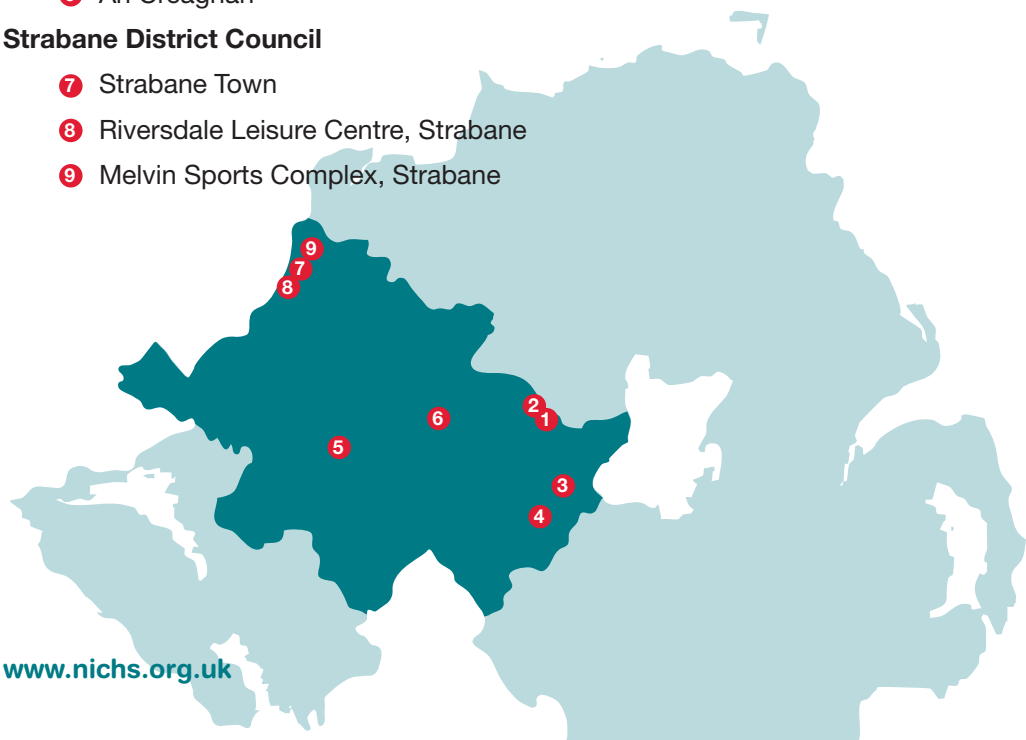 An
Strabane District Council
7 Strabane Town
8 Riversdale Leisure Centre, Strabane
9 Melvin Sports Complex, Strabane
9
7
8
2
1
6
5
3
4
www.nichs.org.uk